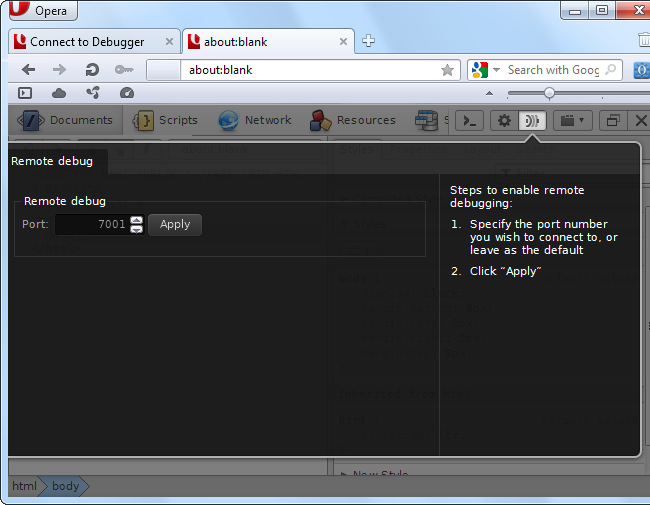 Opera
Connect to Debugger
about:blank
about:blank
Search with Goog
Documents
Scripts
Network
Resources
S
Remote debug
Remote debug
Port: 7001 Apply
Steps to enable remote
debugging:
1. Specify the port number
you wish to connect to, or
leave as the default
2. Click “Apply”
New Style
html
body